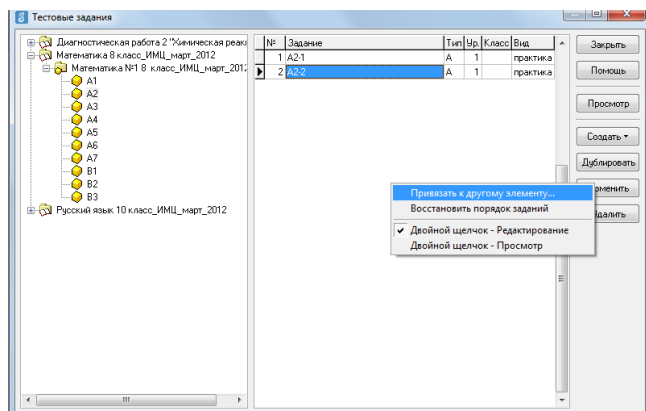 Тестовые задания
Диагностическая работа 2 "Химическая реакц
Математика 8 класс_ИМЦ_март_2012
Математика №1 8 класс_ИМЦ_март_2012
A1
A2
A3
A4
A5
A6
A7
B1
B2
B3
Русский язык 10 класс_ИМЦ_март_2012
№ Задание Тип Ур. Класс Вид
1 A2-1 A 1 практика
2 A2-2 A 1 практика
Закрыть
Помощь
Просмотр
Создать
Дублировать
зменить
далить
Привязать к другому элементу...
Восстановить порядок заданий
Двойной щелчок - Редактирование
Двойной щелчок - Просмотр